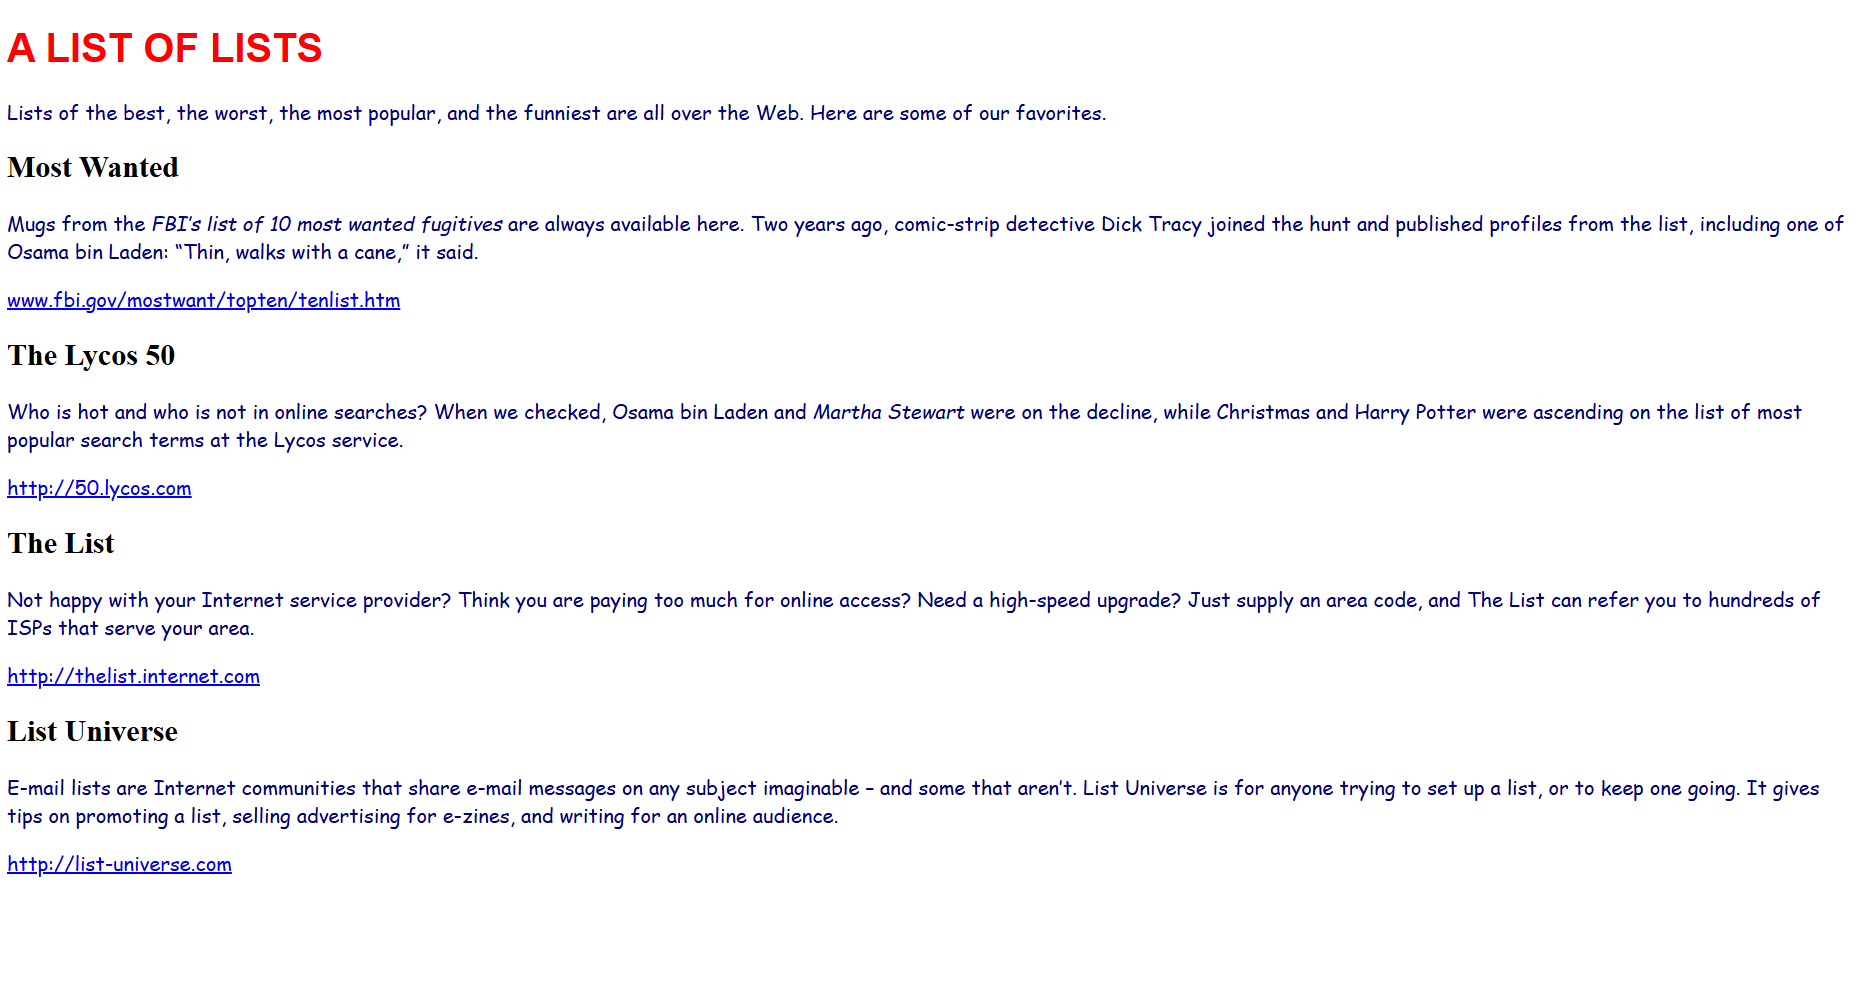 A LIST OF LISTS
Lists of the best, the worst, the most popular, and the funniest are all over the Web. Here are some of our favorites.
Most Wanted
Mugs from the FBI’s list of 10 most wanted fugitives are always available here. Two years ago, comic-strip detective Dick Tracy joined the hunt and published profiles from the list, including one of
Osama bin Laden: “Thin, walks with a cane,” it said.
www.fbi.gov/mostwant/topten/tenlist.htm
The Lycos 50
Who is hot and who is not in online searches? When we checked, Osama bin Laden and Martha Stewart were on the decline, while Christmas and Harry Potter were ascending on the list of most
popular search terms at the Lycos service.
http://50.lycos.com
The List
Not happy with your Internet service provider? Think you are paying too much for online access? Need a high-speed upgrade? Just supply an area code, and The List can refer you to hundreds of
ISPs that serve your area.
http://thelist.internet.com
List Universe
E-mail lists are Internet communities that share e-mail messages on any subject imaginable – and some that aren’t. List Universe is for anyone trying to set up a list, or to keep one going. It gives
tips on promoting a list, selling advertising for e-zines, and writing for an online audience.
http://list-universe.com